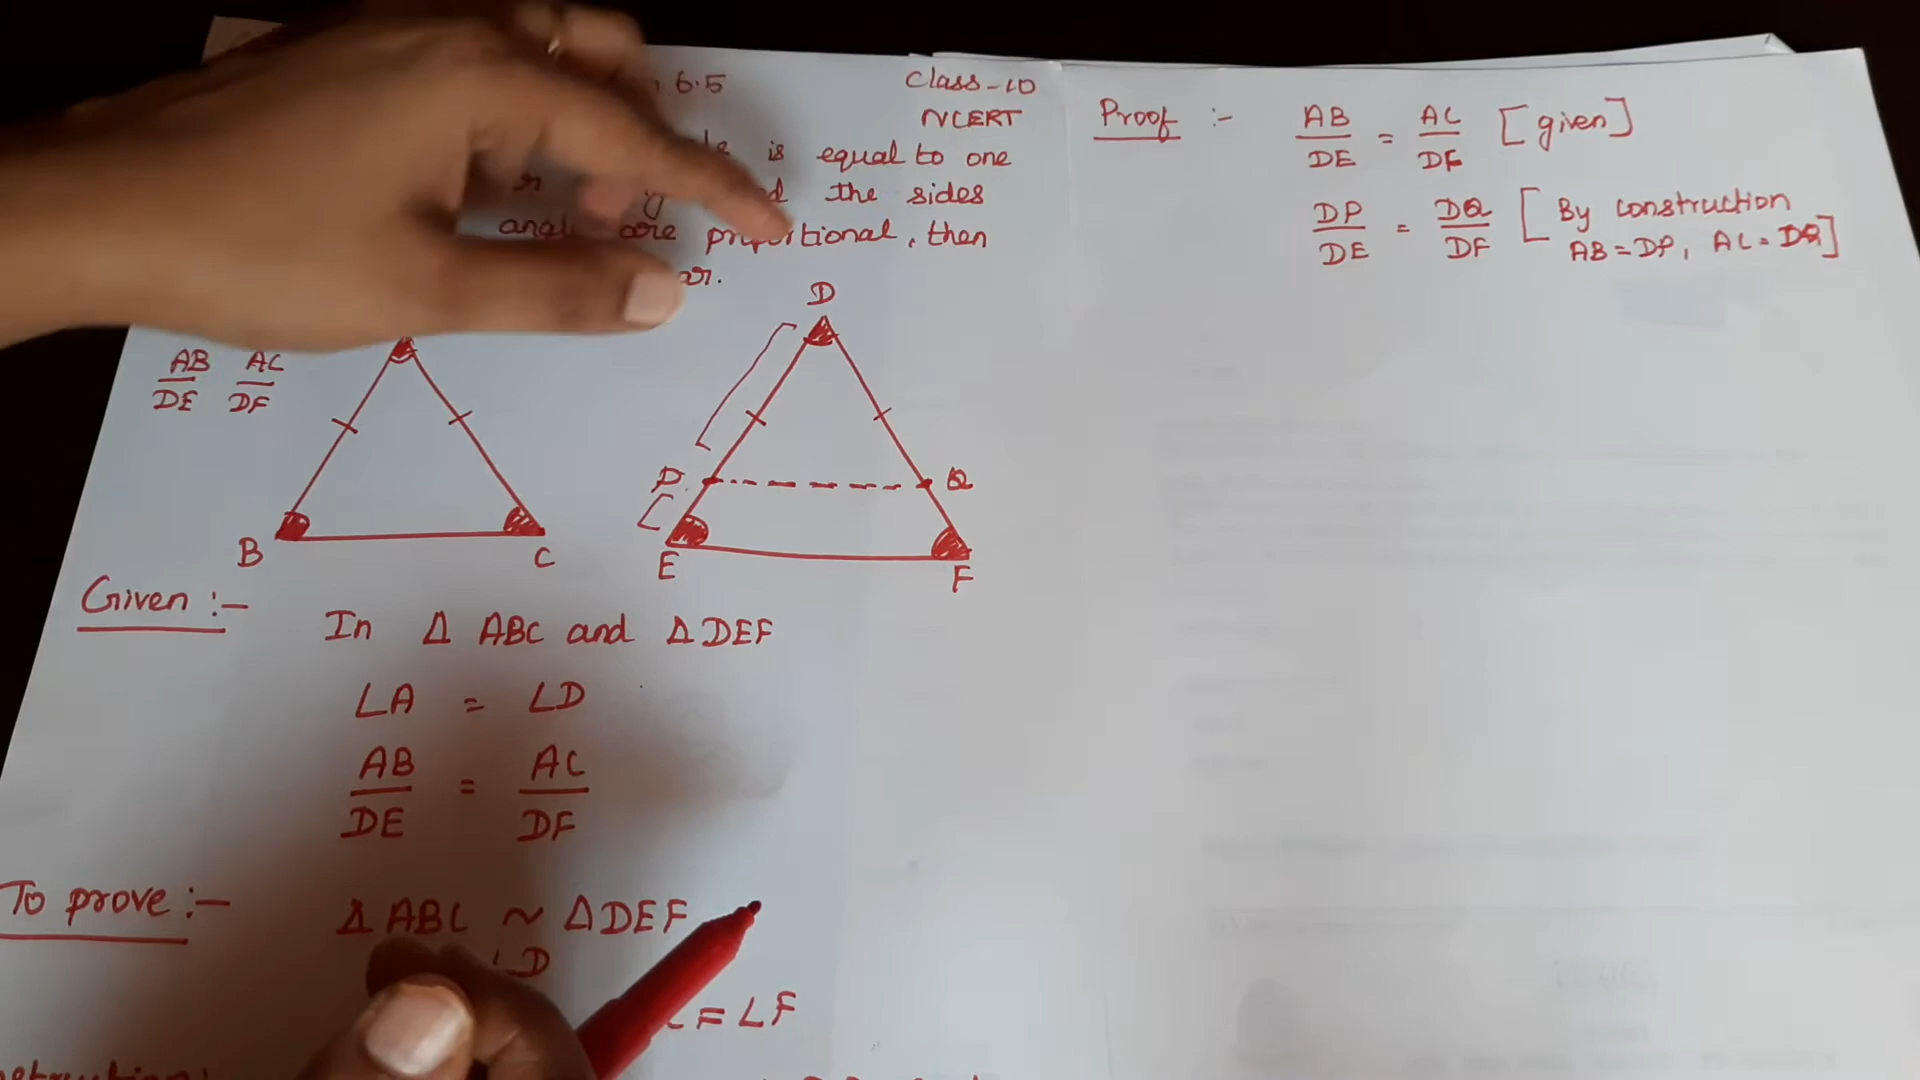 6.5
Class-10
NCERT
is equal to one
the sides
are proportional, then
D
AB AC
DE DF
P Q
B C
E F
Given :-
In Δ ABC and Δ DEF
∠A = ∠D
AB = AC
DE DF
To prove :-
Δ ABC ~ Δ DEF
∠D
= ∠F
Proof :-
AB = AC [given]
DE DF
DP = DQ [By construction
DE DF AB = DP, AC = DQ]